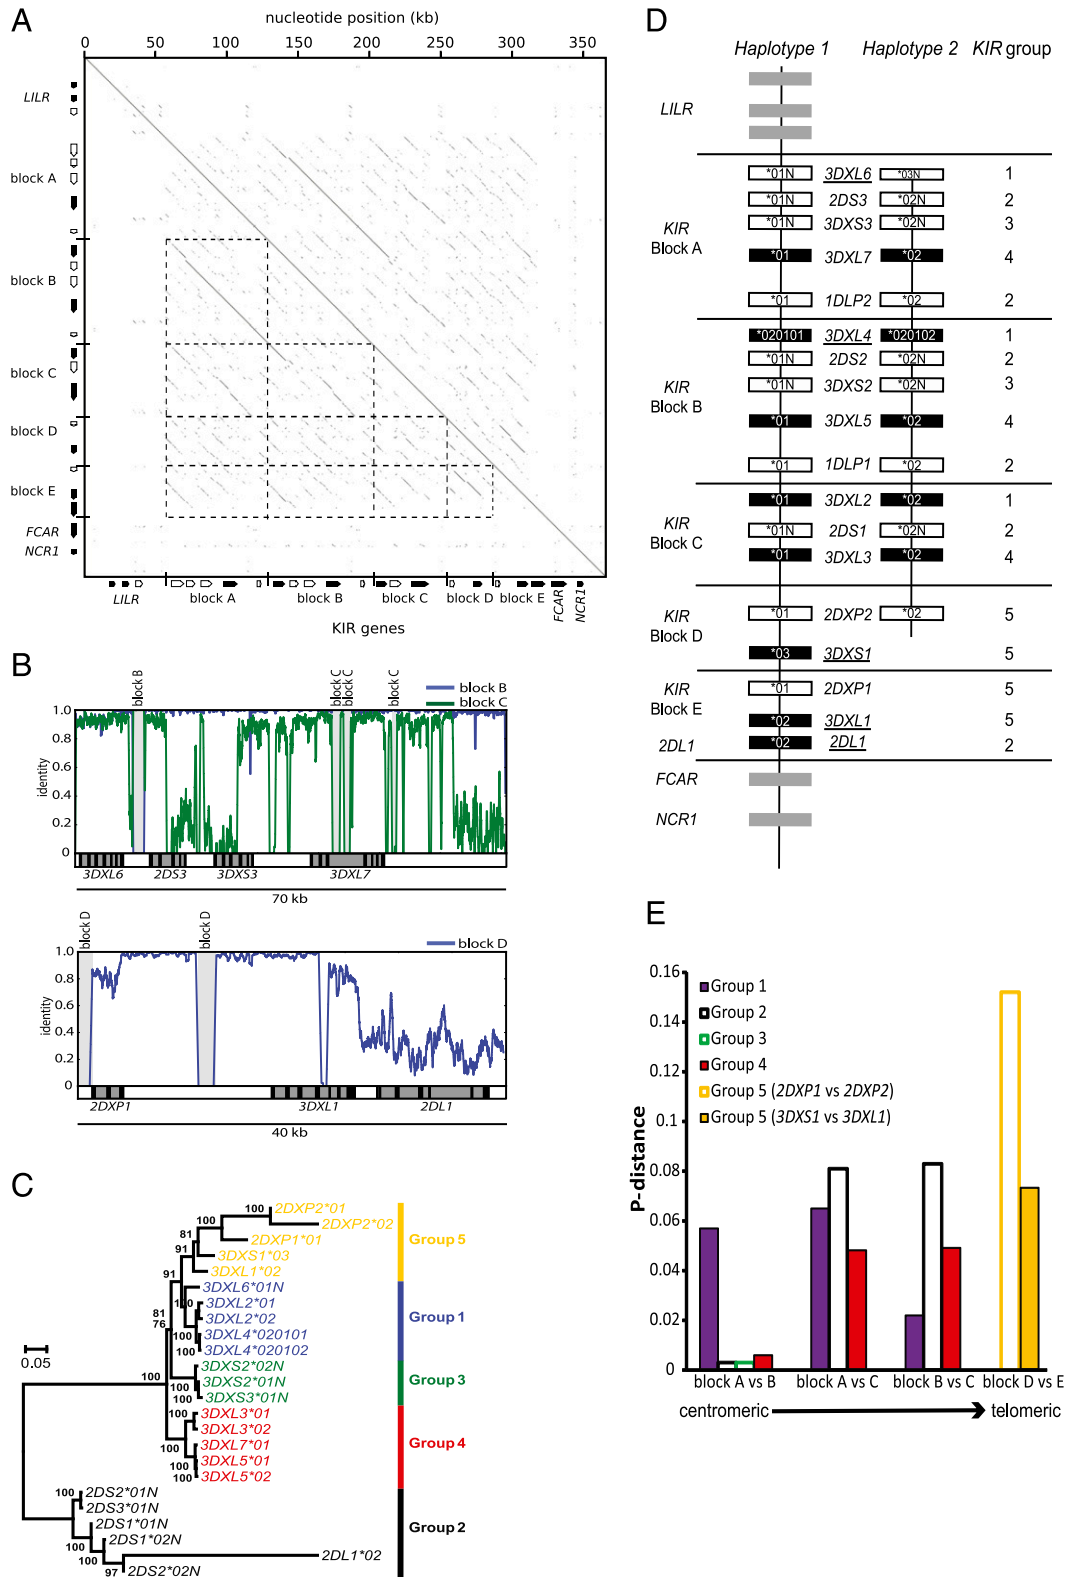 A
nucleotide position (kb)
0 50 100 150 200 250 300 350
LILR
block A
block B
block C
block D
block E
FCAR
NCR1
LILR
block A
block B
block C
block D
block E
FCAR
NCR1
KIR genes
B
block B
block C
block C
block C
block B
block C
identity
1.0
0.8
0.6
0.4
0.2
0
3DXL6 2DS3 3DXS3 3DXL7
70 kb
block D
block D
block D
identity
1.0
0.8
0.6
0.4
0.2
0
2DXP1 3DXL1 2DL1
40 kb
C
0.05
100 2DXP2*01
2DXP2*02
100
2DXP1*01
81
3DXS1*03
91
3DXL1*02
Group 5
3DXL6*01N
100
3DXL2*01
3DXL2*02
81
76
100
3DXL4*020101
100
3DXL4*020102
Group 1
3DXS2*02N
100
3DXS2*01N
100
3DXS3*01N
Group 3
100
3DXL3*01
100
3DXL3*02
3DXL7*01
100
3DXL5*01
100
3DXL5*02
Group 4
100 2DS2*01N
2DS3*01N
2DS1*01N
100
2DS1*02N
100
2DL1*02
97
2DS2*02N
Group 2
D
Haplotype 1 Haplotype 2 KIR group
LILR
KIR
Block A
*01N 3DXL6 *03N 1
*01N 2DS3 *02N 2
*01N 3DXS3 *02N 3
*01 3DXL7 *02 4
*01 1DLP2 *02 2
KIR
Block B
*020101 3DXL4 *020102 1
*01N 2DS2 *02N 2
*01N 3DXS2 *02N 3
*01 3DXL5 *02 4
*01 1DLP1 *02 2
KIR
Block C
*01 3DXL2 *02 1
*01N 2DS1 *02N 2
*01 3DXL3 *02 4
KIR
Block D
*01 2DXP2 *02 5
*03 3DXS1 5
KIR
Block E
*01 2DXP1 5
*02 3DXL1 5
2DL1 *02 2DL1 2
FCAR
NCR1
E
P-distance
0.16
0.14
0.12
0.1
0.08
0.06
0.04
0.02
0
Group 1
Group 2
Group 3
Group 4
Group 5 (2DXP1 vs 2DXP2)
Group 5 (3DXS1 vs 3DXL1)
block A vs B block A vs C block B vs C block D vs E
centromeric telomeric